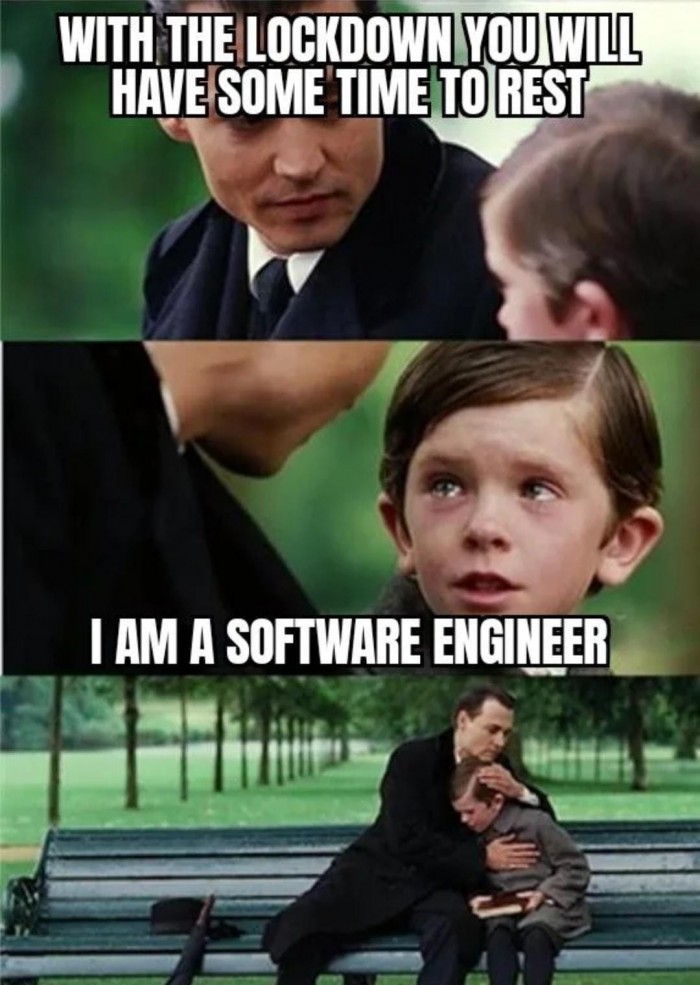 WITH THE LOCKDOWN YOU WILL
HAVE SOME TIME TO REST
I AM A SOFTWARE ENGINEER